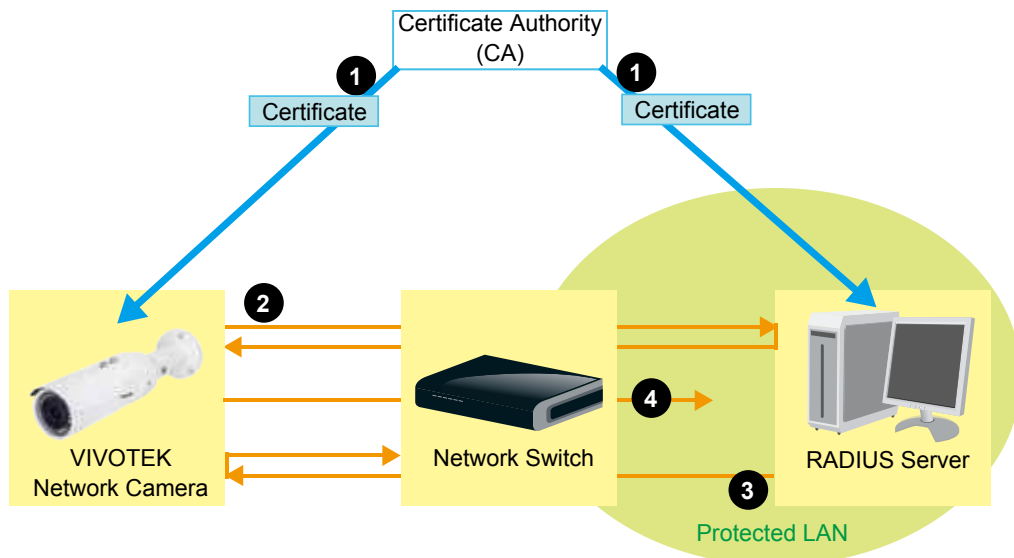 Certificate Authority
(CA)
1
1
Certificate
Certificate
2
4
VIVOTEK
Network Camera
Network Switch
RADIUS Server
3
Protected LAN